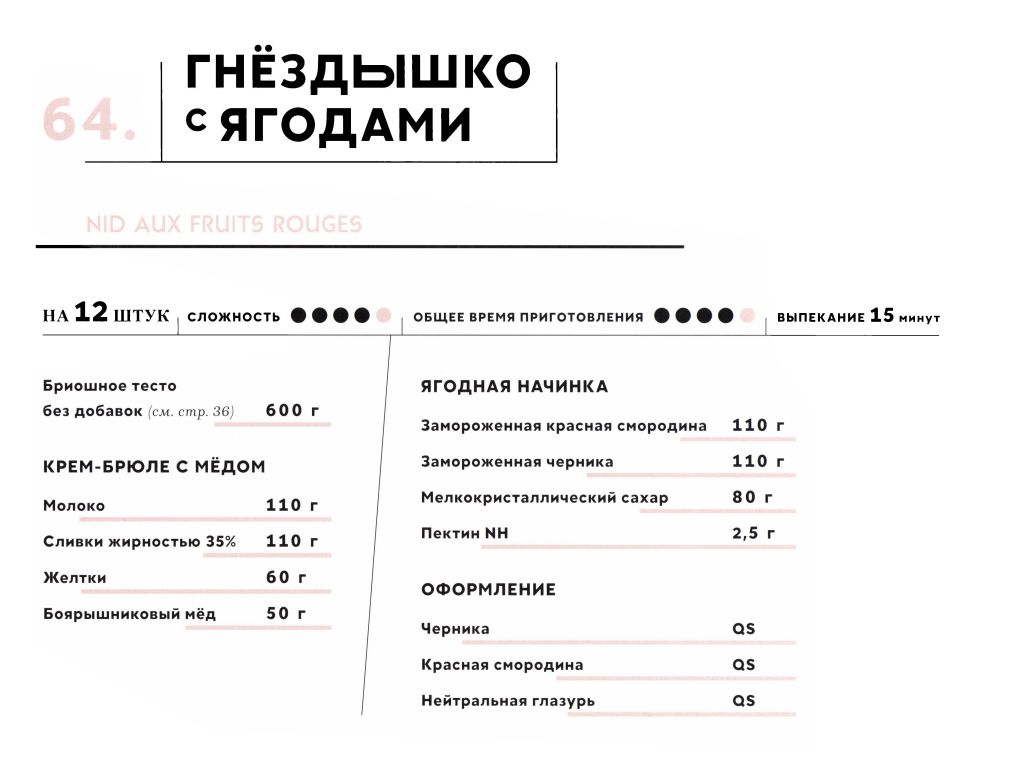 64.
ГНЁЗДЫШКО
С ЯГОДАМИ
NID AUX FRUITS ROUGES
НА 12 ШТУК
СЛОЖНОСТЬ
ОБЩЕЕ ВРЕМЯ ПРИГОТОВЛЕНИЯ
ВЫПЕКАНИЕ 15 минут
Бриошное тесто
без добавок (см. стр. 36) 600 г
КРЕМ-БРЮЛЕ С МЁДОМ
Молоко 110 г
Сливки жирностью 35% 110 г
Желтки 60 г
Боярышниковый мёд 50 г
ЯГОДНАЯ НАЧИНКА
Замороженная красная смородина 110 г
Замороженная черника 110 г
Мелкокристаллический сахар 80 г
Пектин NH 2,5 г
ОФОРМЛЕНИЕ
Черника QS
Красная смородина QS
Нейтральная глазурь QS